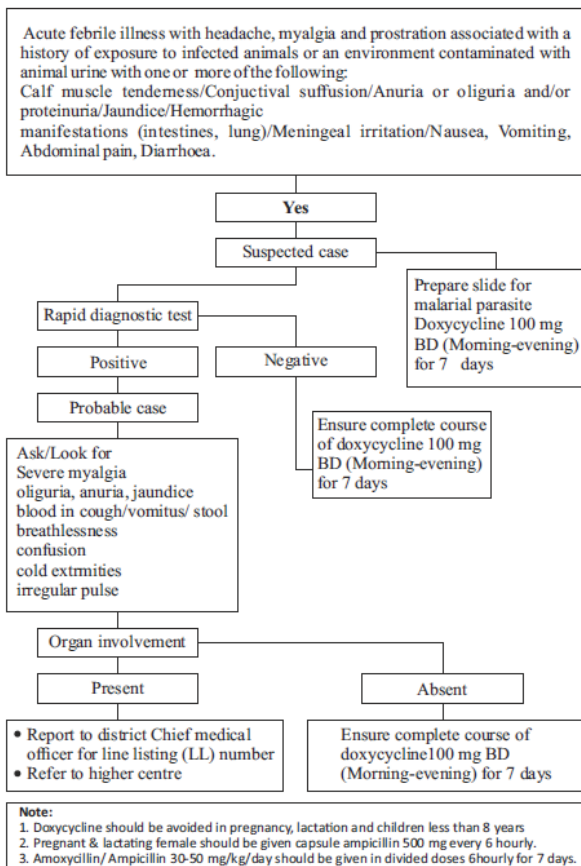 Acute febrile illness with headache, myalgia and prostration associated with a
history of exposure to infected animals or an environment contaminated with
animal urine with one or more of the following:
Calf muscle tenderness/Conjuctival suffusion/Anuria or oliguria and/or
proteinuria/Jaundice/Hemorrhagic
manifestations (intestines, lung)/Meningeal irritation/Nausea, Vomiting,
Abdominal pain, Diarrhoea.
Yes
Suspected case
Prepare slide for
malarial parasite
Doxycycline 100 mg
BD (Morning-evening)
for 7 days
Rapid diagnostic test
Positive
Negative
Probable case
Ensure complete course
of doxycycline 100 mg
BD (Morning-evening)
for 7 days
Ask/Look for
Severe myalgia
oliguria, anuria, jaundice
blood in cough/vomitus/ stool
breathlessness
confusion
cold extrmities
irregular pulse
Organ involvement
Present
Absent
• Report to district Chief medical
officer for line listing (LL) number
• Refer to higher centre
Ensure complete course of
doxycycline100 mg BD
(Morning-evening) for 7 days
Note:
1. Doxycycline should be avoided in pregnancy, lactation and children less than 8 years
2. Pregnant & lactating female should be given capsule ampicillin 500 mg every 6 hourly.
3. Amoxycillin/ Ampicillin 30-50 mg/kg/day should be given in divided doses 6hourly for 7 days.